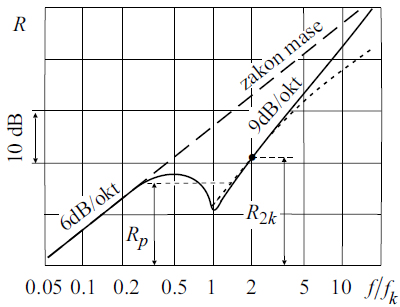 R
zakon mase
9dB/okt
10 dB
6dB/okt
R_p
R_2k
0.05 0.1 0.2 0.5 1 2 5 10 f/f_k